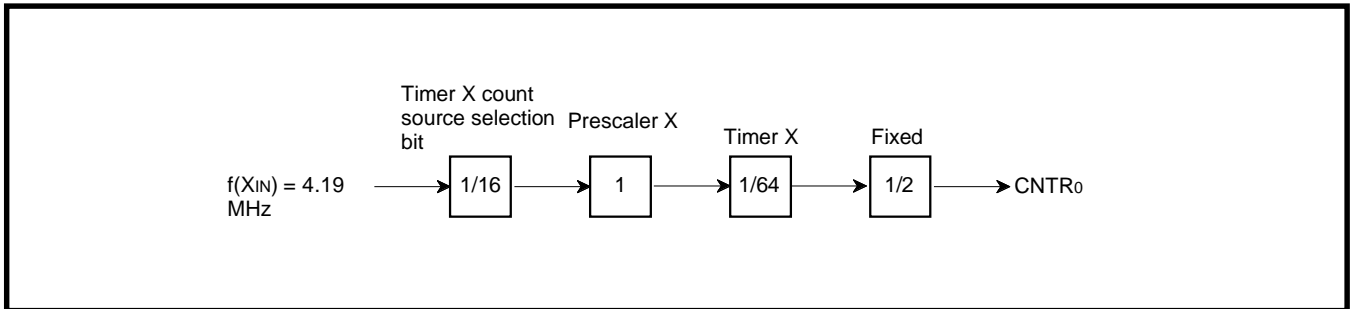 Timer X count
source selection
bit
Prescaler X
Timer X
Fixed
f(XIN) = 4.19
MHz
1/16
1
1/64
1/2
CNTR0